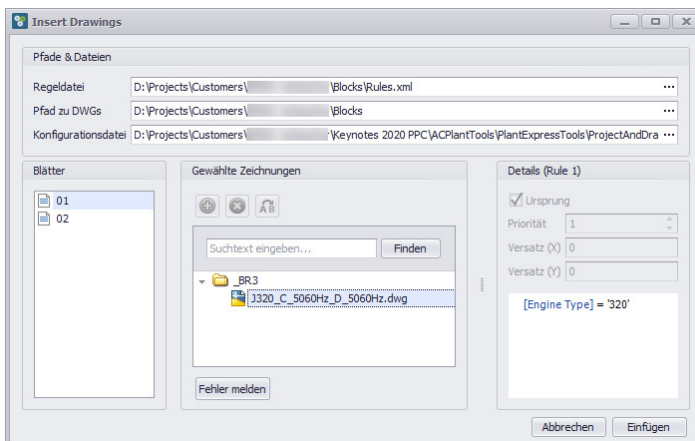 Insert Drawings
Pfade & Dateien
Regeldatei D:\Projects\Customers\ \Blocks\Rules.xml ...
Pfad zu DWGs D:\Projects\Customers\ \Blocks ...
Konfigurationsdatei D:\Projects\Customers\ \Keynotes 2020 PPC\ACPlantTools\PlantExpressTools\ProjectAndDra ...
Blätter
01
02
Gewählte Zeichnungen
AB
Suchtext eingeben... Finden
_BR3
J320_C_5060Hz_D_5060Hz.dwg
Fehler melden
Details (Rule 1)
Ursprung
Priorität 1
Versatz (X) 0
Versatz (Y) 0
[Engine Type] = '320'
Abbrechen Einfügen